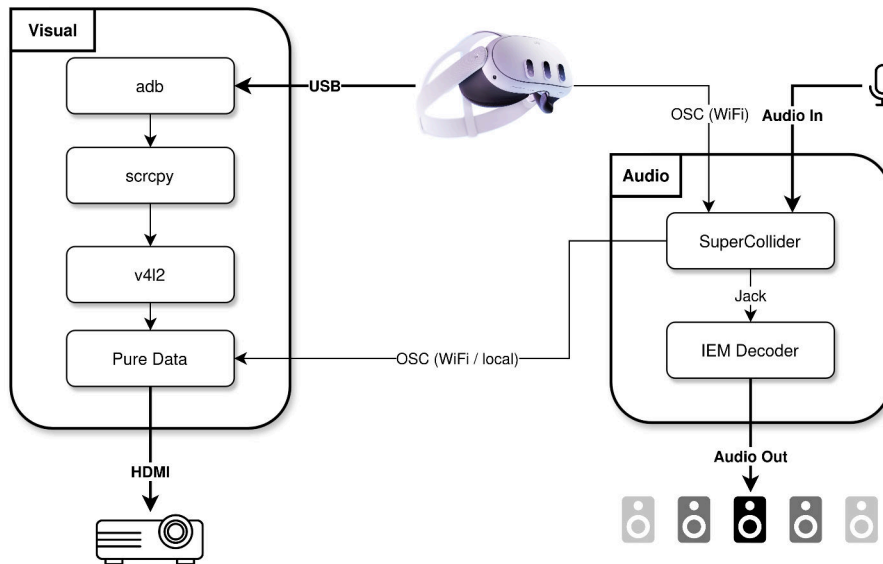 Visual
adb
USB
OSC (WiFi)
Audio In
scrcpy
Audio
SuperCollider
v4l2
Jack
Pure Data
OSC (WiFi / local)
IEM Decoder
HDMI
Audio Out